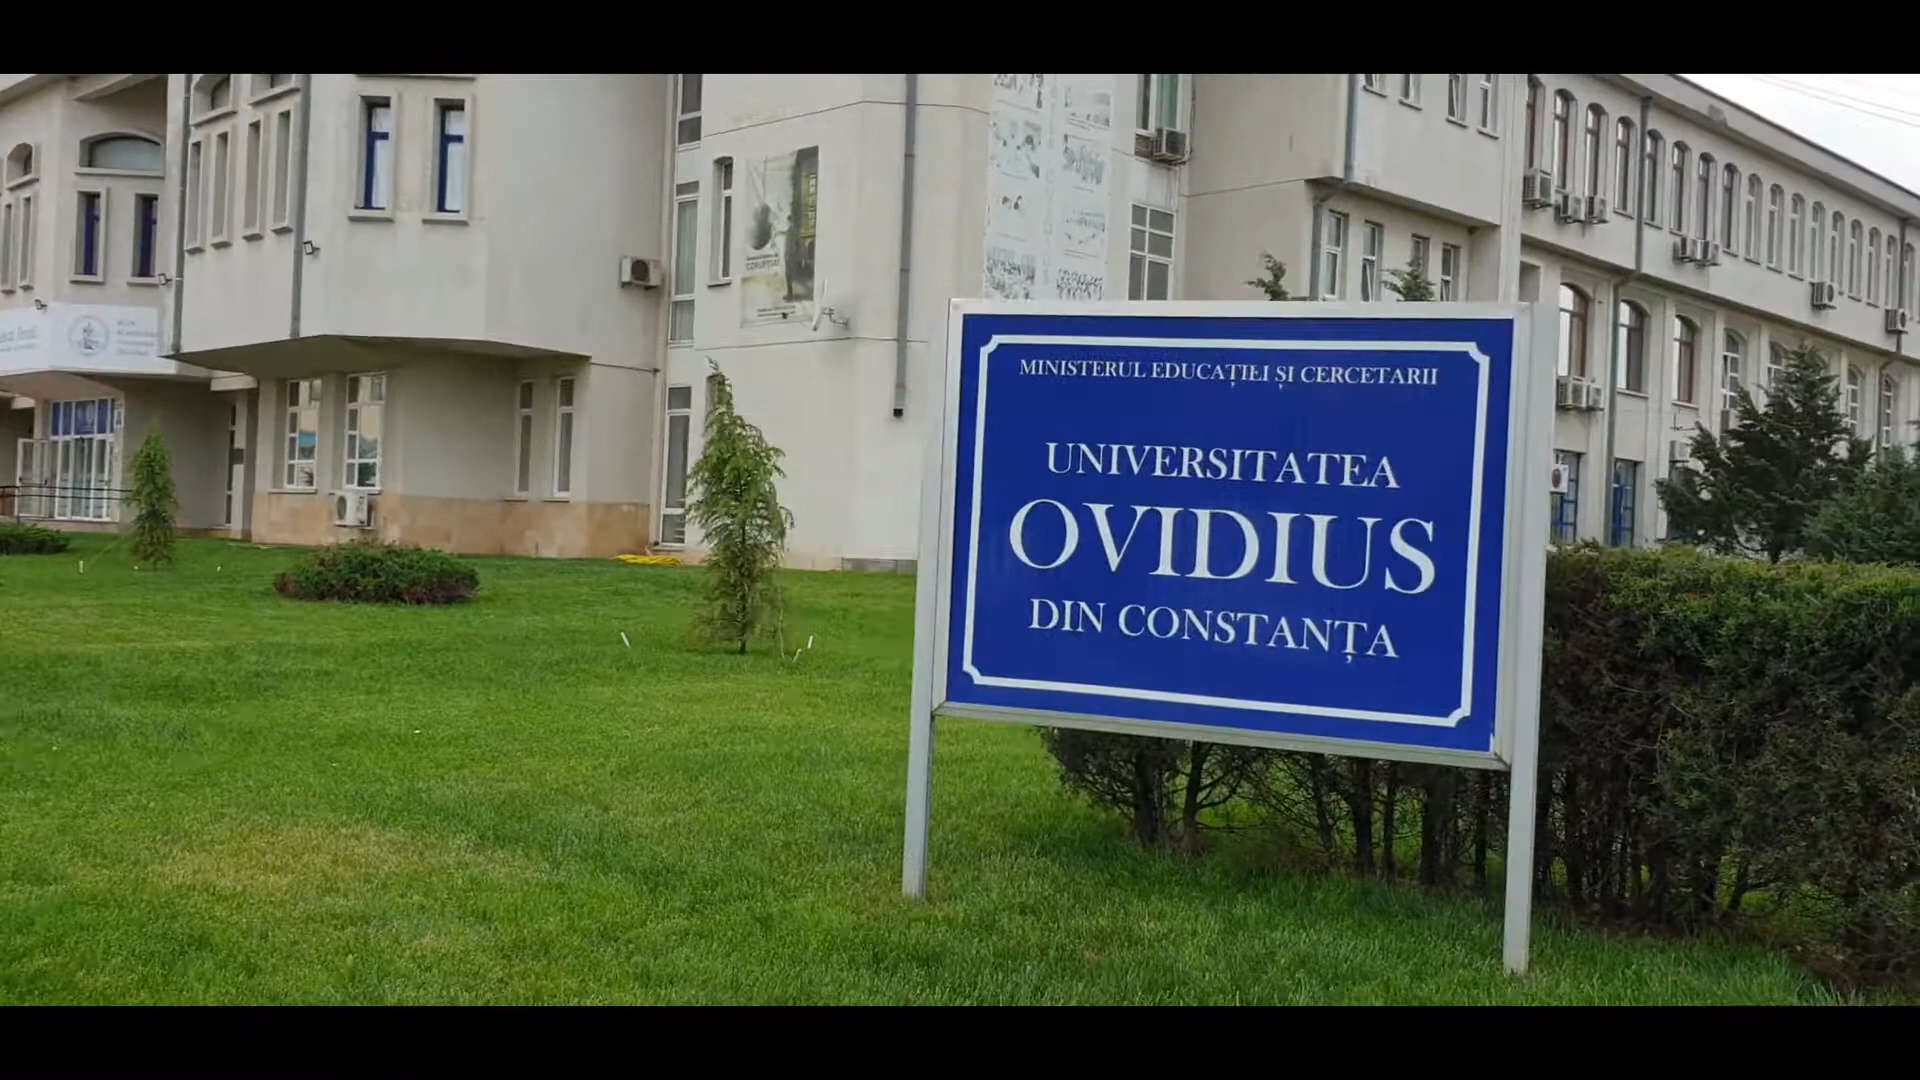 MINISTERUL EDUCAȚIEI ȘI CERCETARII
UNIVERSITATEA
OVIDIUS
DIN CONSTANȚA